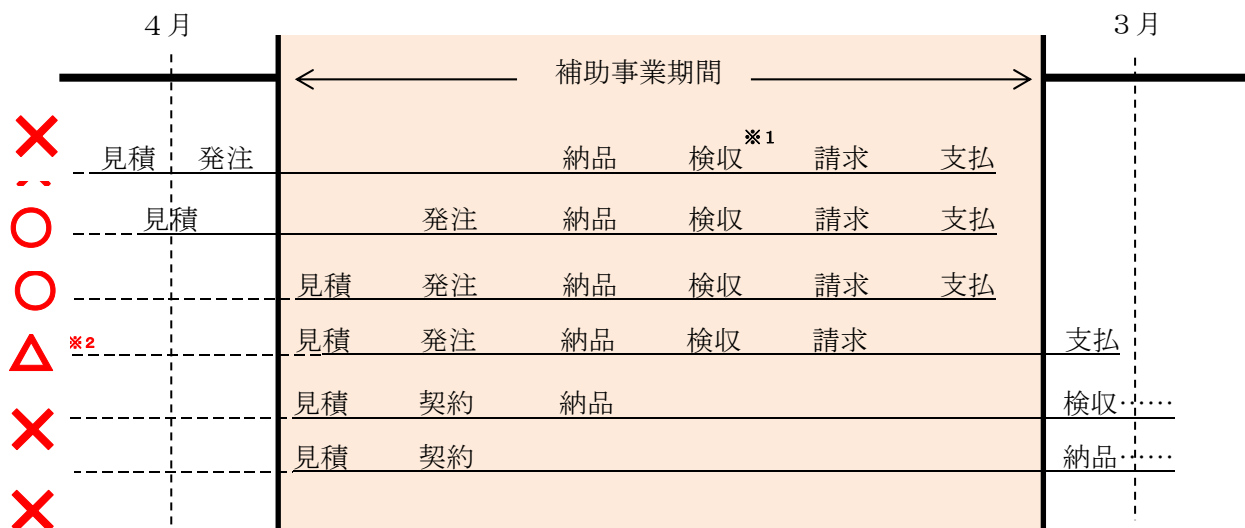 ４月 ３月
補助事業期間
※１
見積 発注 納品 検収 請求 支払
見積 発注 納品 検収 請求 支払
見積 発注 納品 検収 請求 支払
※２ 見積 発注 納品 検収 請求 支払
見積 契約 納品 検収……
見積 契約 納品……